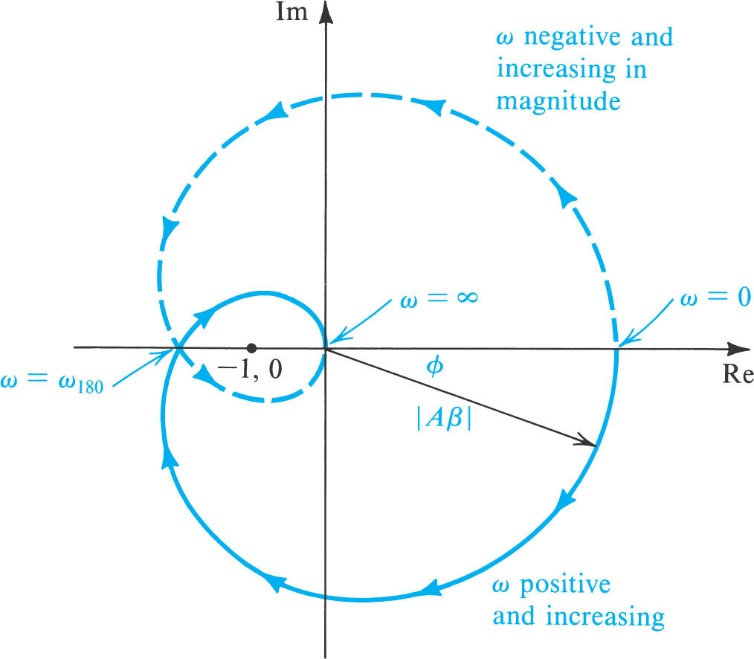 Im
ω negative and
increasing in
magnitude
ω = ∞
ω = 0
−1, 0
ϕ
Re
ω = ω₁₈₀
|Aβ|
ω positive
and increasing